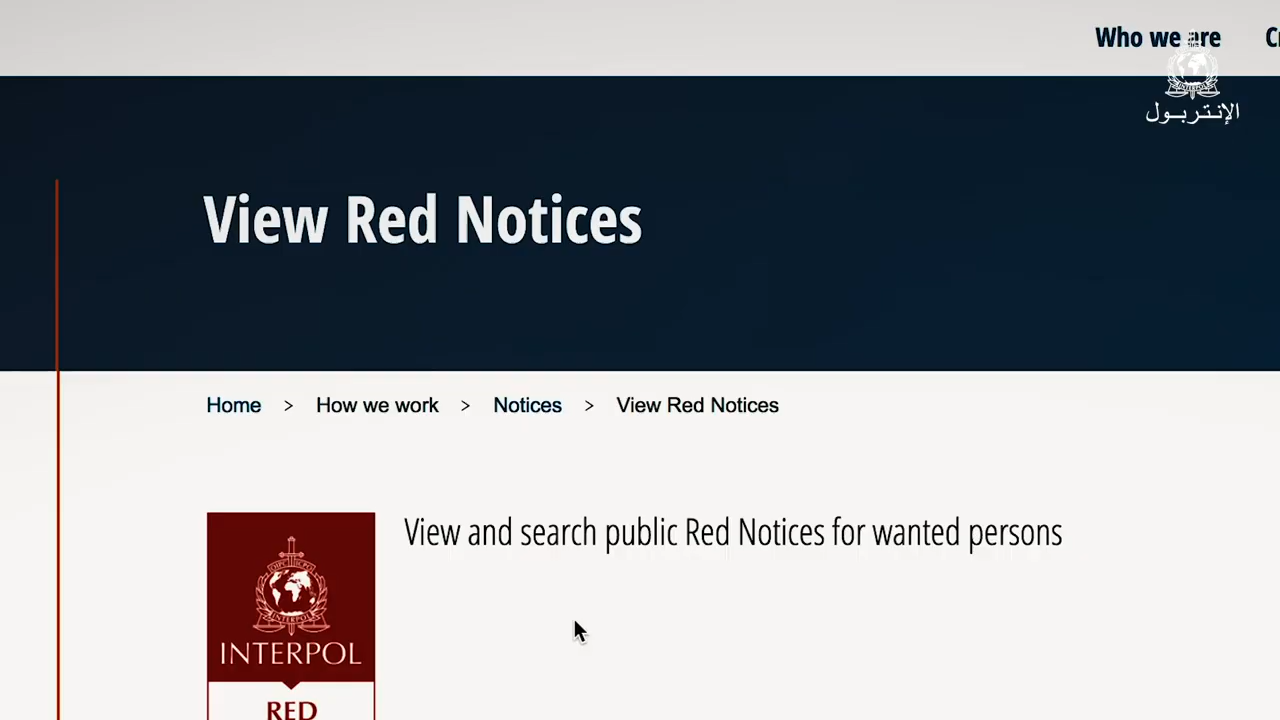 Who we are
الإنتربول
View Red Notices
Home > How we work > Notices > View Red Notices
View and search public Red Notices for wanted persons
INTERPOL
RED